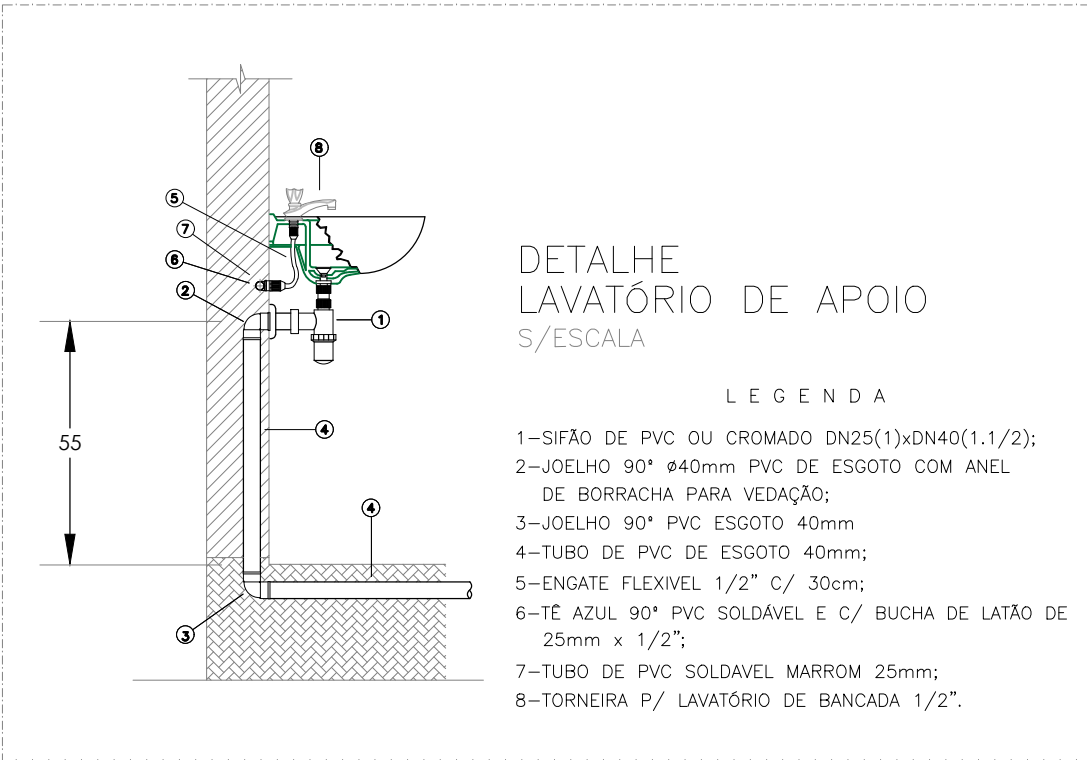 8
5
7
6
2
1
55
4
4
3
DETALHE
LAVATÓRIO DE APOIO
S/ESCALA
LEGENDA
1-SIFÃO DE PVC OU CROMADO DN25(1)xDN40(1.1/2);
2-JOELHO 90° ø40mm PVC DE ESGOTO COM ANEL
DE BORRACHA PARA VEDAÇÃO;
3-JOELHO 90° PVC ESGOTO 40mm
4-TUBO DE PVC DE ESGOTO 40mm;
5-ENGATE FLEXIVEL 1/2" C/ 30cm;
6-TÊ AZUL 90° PVC SOLDÁVEL E C/ BUCHA DE LATÃO DE
25mm x 1/2";
7-TUBO DE PVC SOLDAVEL MARROM 25mm;
8-TORNEIRA P/ LAVATÓRIO DE BANCADA 1/2".